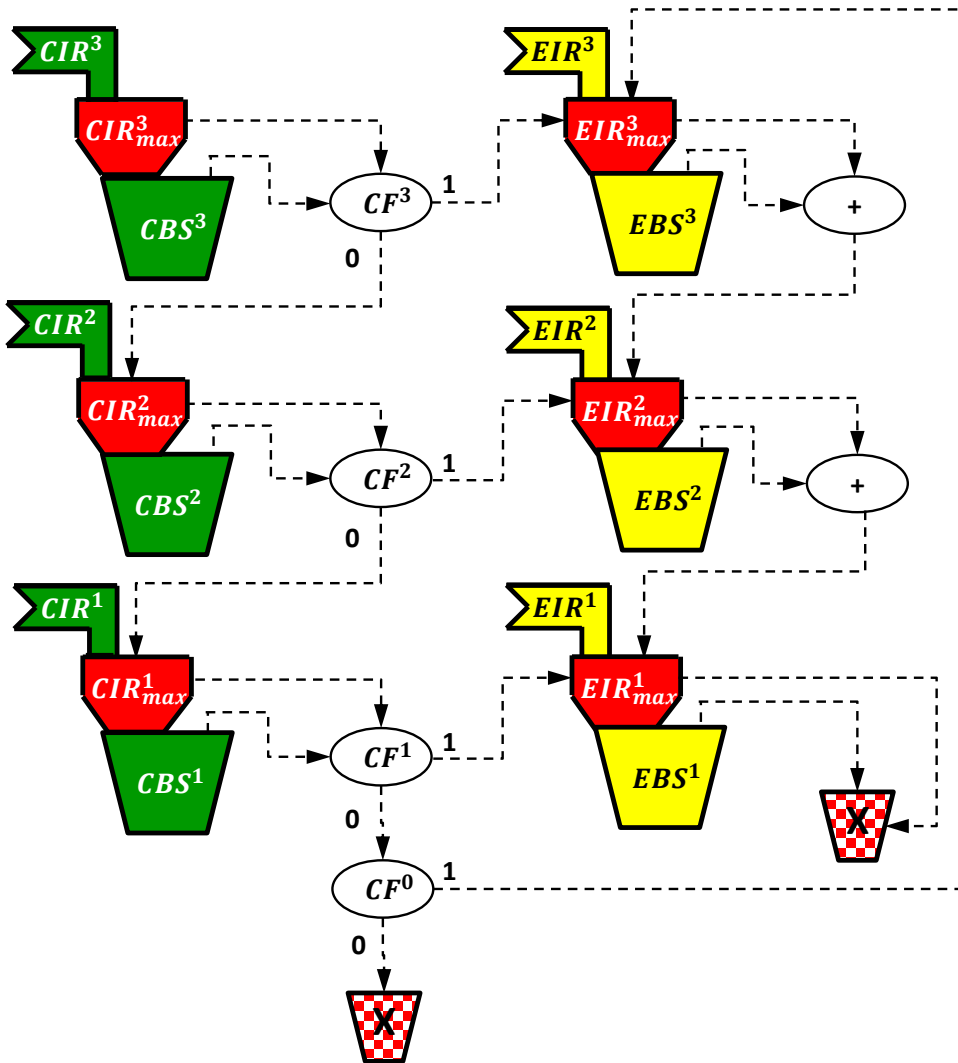 CIR³ EIR³
CIR³ₘₐₓ EIR³ₘₐₓ
CF³ 1 +
CBS³ EBS³
0
CIR² EIR²
CIR²ₘₐₓ EIR²ₘₐₓ
CF² 1 +
CBS² EBS²
0
CIR¹ EIR¹
CIR¹ₘₐₓ EIR¹ₘₐₓ
CF¹ 1
CBS¹ EBS¹
0 X
CF⁰ 1
0
X